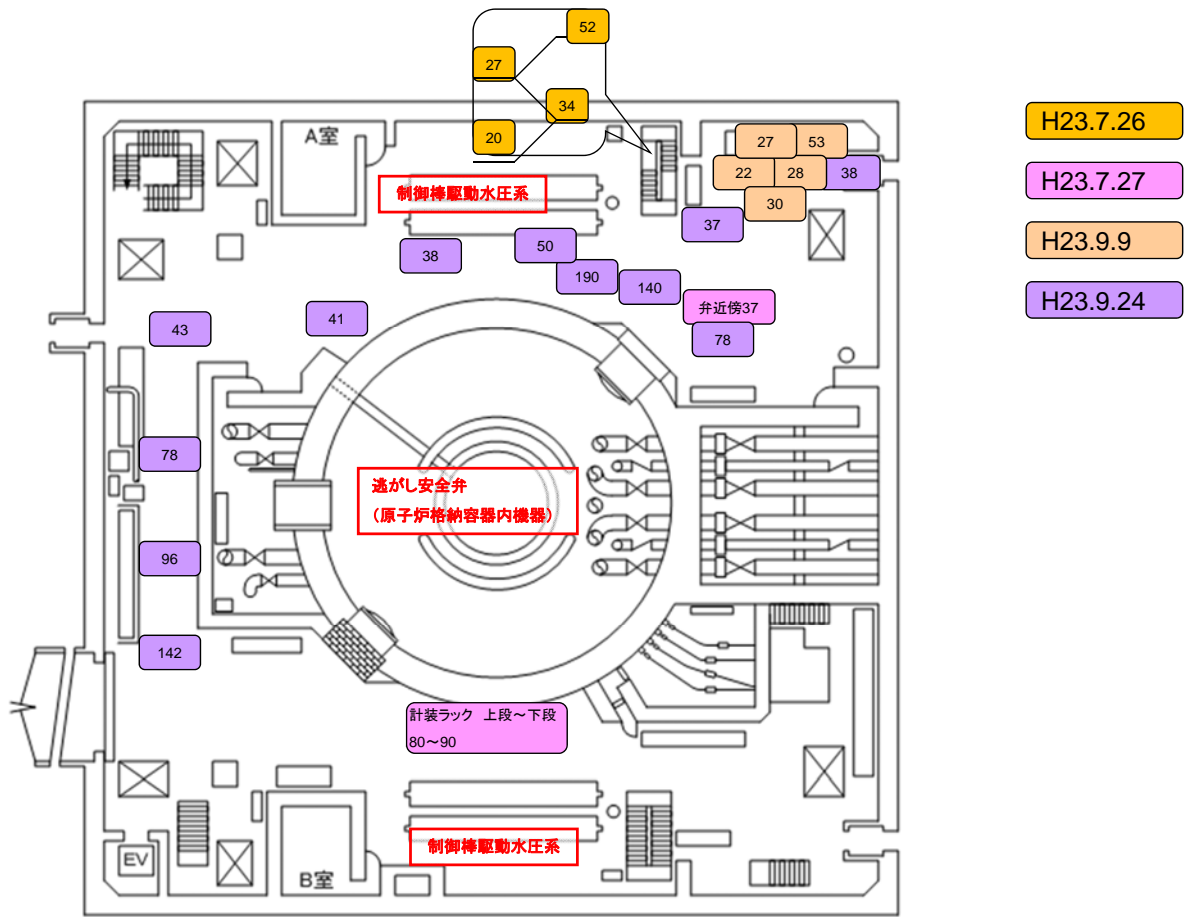 52
27
34
20
H23.7.26
H23.7.27
H23.9.9
H23.9.24
A室
制御棒駆動水圧系
27
53
22
28
38
30
37
38
50
190
140
弁近傍37
78
43
41
78
96
142
逃がし安全弁
(原子炉格納容器内機器)
計装ラック 上段～下段
80～90
制御棒駆動水圧系
EV
B室